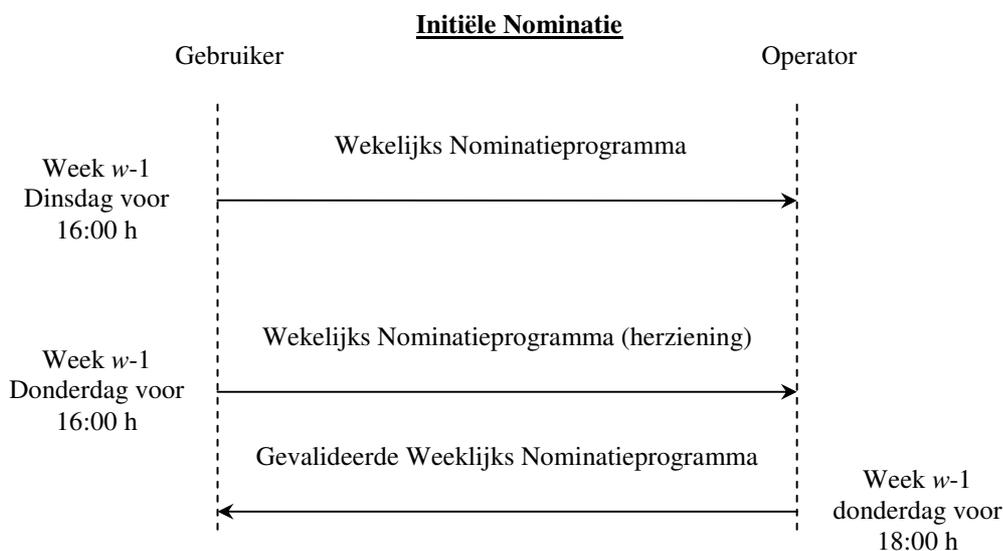 Initiële Nominatie
Gebruiker
Operator
Wekelijks Nominatieprogramma
Week w-1
Dinsdag voor
16:00 h
Wekelijks Nominatieprogramma (herziening)
Week w-1
Donderdag voor
16:00 h
Gevalideerde Weeklijks Nominatieprogramma
Week w-1
donderdag voor
18:00 h